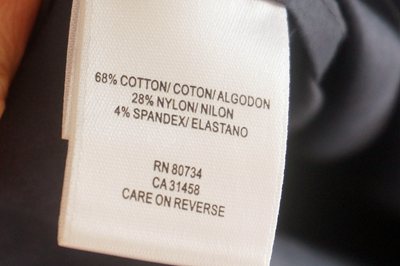 68% COTTON/ COTON/ ALGODON
28% NYLON/ NILON
4% SPANDEX/ ELASTANO
RN 80734
CA 31458
CARE ON REVERSE